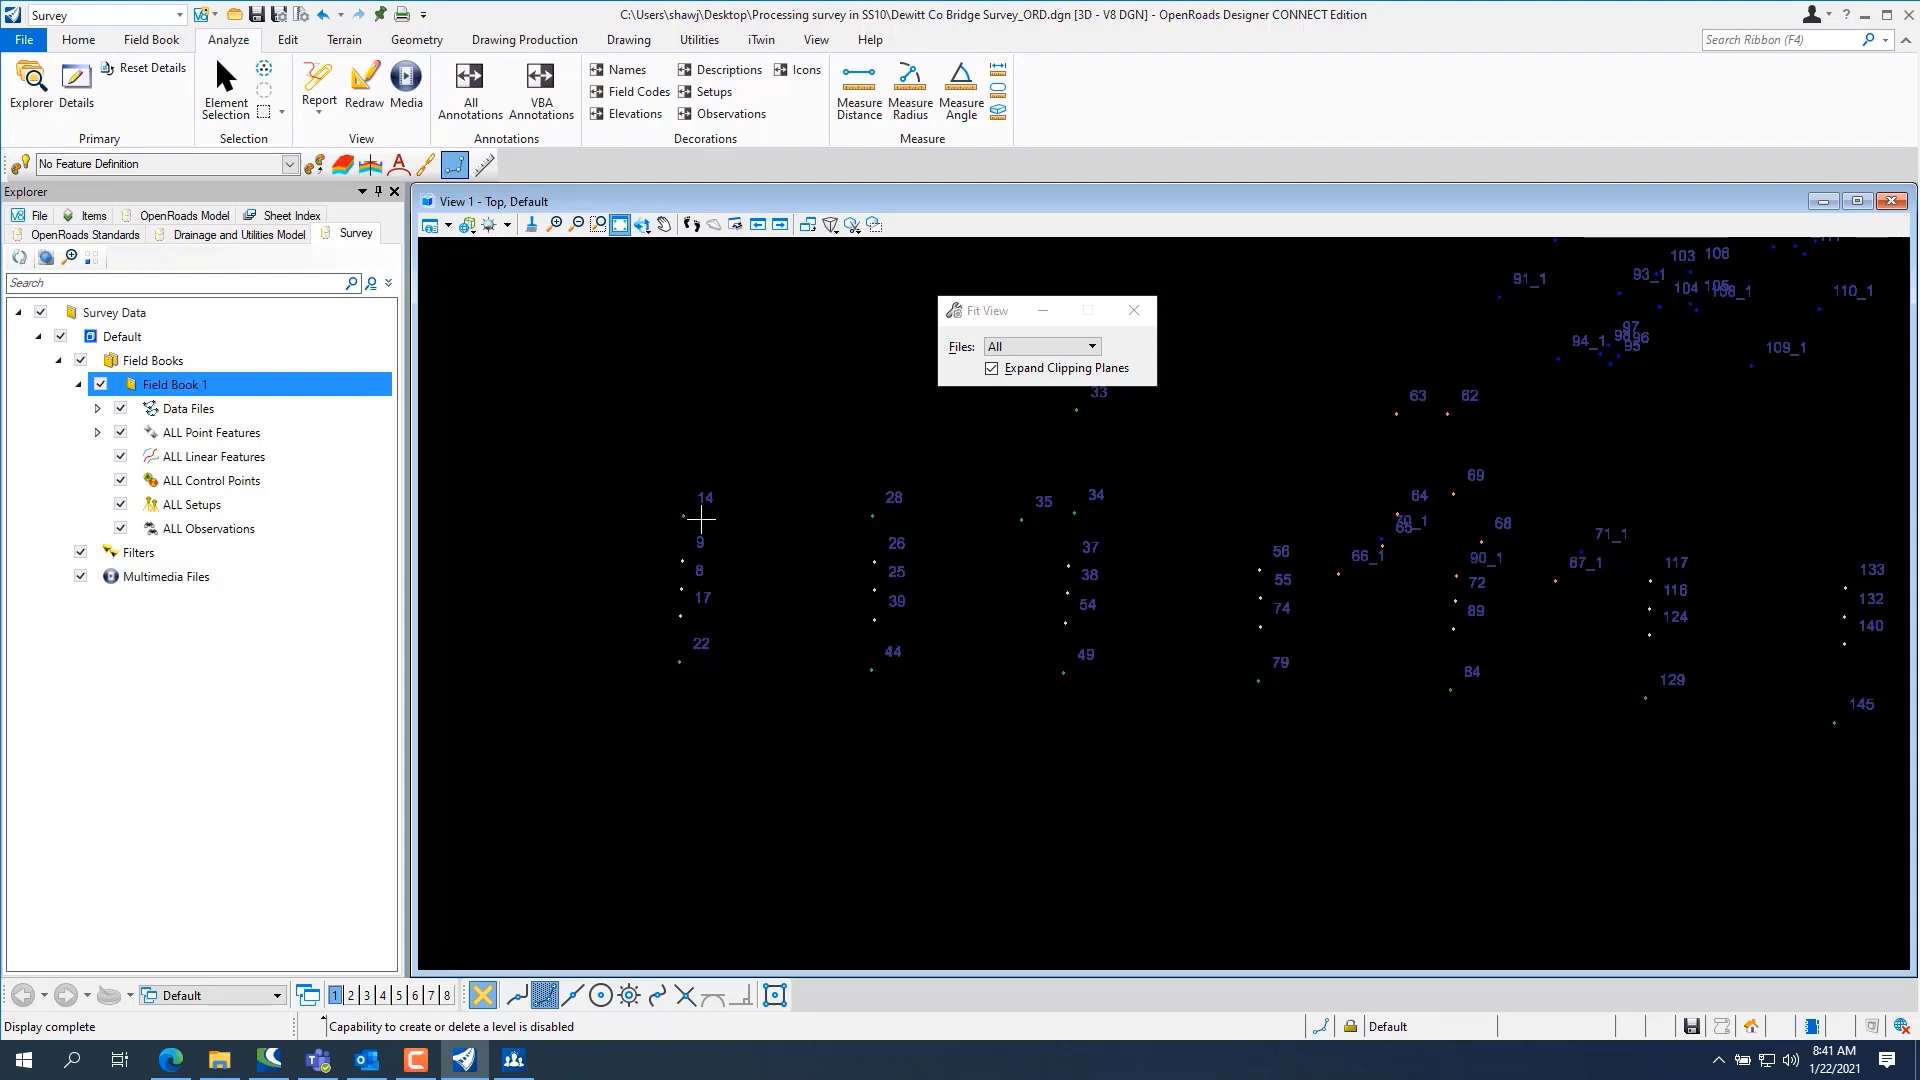 Survey
C:\Users\shawj\Desktop\Processing survey in SS10\Dewitt Co Bridge Survey_ORD.dgn [3D - V8 DGN] - OpenRoads Designer CONNECT Edition
File Home Field Book Analyze Edit Terrain Geometry Drawing Production Drawing Utilities iTwin View Help
Search Ribbon (F4)
Explorer Details Reset Details
Primary
Element Selection
Selection
Report Redraw Media
View
All Annotations VBA Annotations
Annotations
Names Descriptions Icons
Field Codes Setups
Elevations Observations
Decorations
Measure Distance Measure Radius Measure Angle
Measure
No Feature Definition
Explorer
File Items OpenRoads Model Sheet Index
OpenRoads Standards Drainage and Utilities Model Survey
Search
Survey Data
Default
Field Books
Field Book 1
Data Files
ALL Point Features
ALL Linear Features
ALL Control Points
ALL Setups
ALL Observations
Filters
Multimedia Files
View 1 - Top, Default
Fit View
Files: All
Expand Clipping Planes
103 106
91_1 93_1 104 110_1
97
94_1 96 95 109_1
33 63 62
69
14 28 35 34 64
68 71_1
9 26 37 56 66_1 90_1 67_1 117 133
8 25 38 55 72 116 132
17 39 54 74 89 124 140
22 44 49 79 84 129
145
Default
1 2 3 4 5 6 7 8
Display complete
Capability to create or delete a level is disabled
Default
8:41 AM
1/22/2021